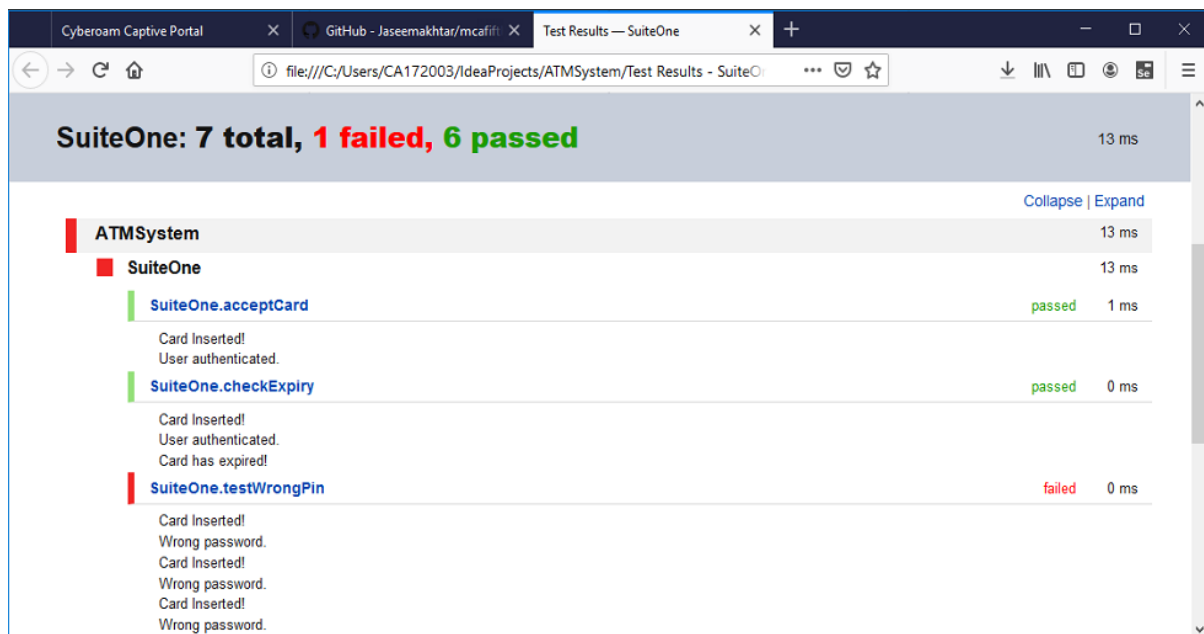 Cyberoam Captive Portal
GitHub - Jaseemakhtar/mcafift
Test Results — SuiteOne
file:///C:/Users/CA172003/IdeaProjects/ATMSystem/Test Results - SuiteO
Se
SuiteOne: 7 total, 1 failed, 6 passed 13 ms
Collapse | Expand
ATMSystem 13 ms
SuiteOne 13 ms
SuiteOne.acceptCard passed 1 ms
Card Inserted!
User authenticated.
SuiteOne.checkExpiry passed 0 ms
Card Inserted!
User authenticated.
Card has expired!
SuiteOne.testWrongPin failed 0 ms
Card Inserted!
Wrong password.
Card Inserted!
Wrong password.
Card Inserted!
Wrong password.